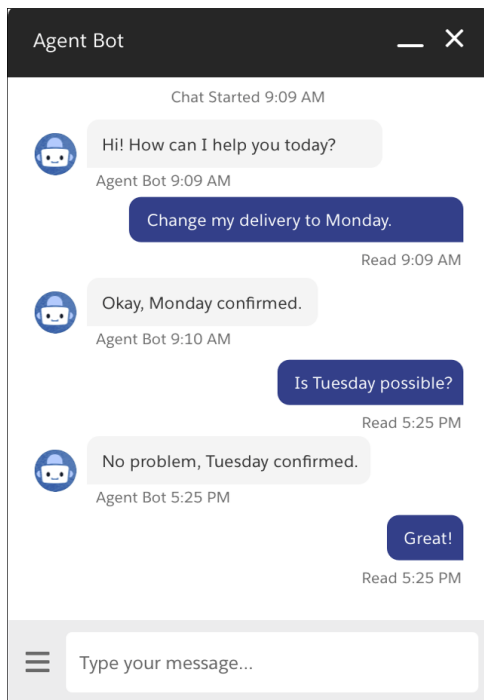 Agent Bot
Chat Started 9:09 AM
Hi! How can I help you today?
Agent Bot 9:09 AM
Change my delivery to Monday.
Read 9:09 AM
Okay, Monday confirmed.
Agent Bot 9:10 AM
Is Tuesday possible?
Read 5:25 PM
No problem, Tuesday confirmed.
Agent Bot 5:25 PM
Great!
Read 5:25 PM
Type your message...